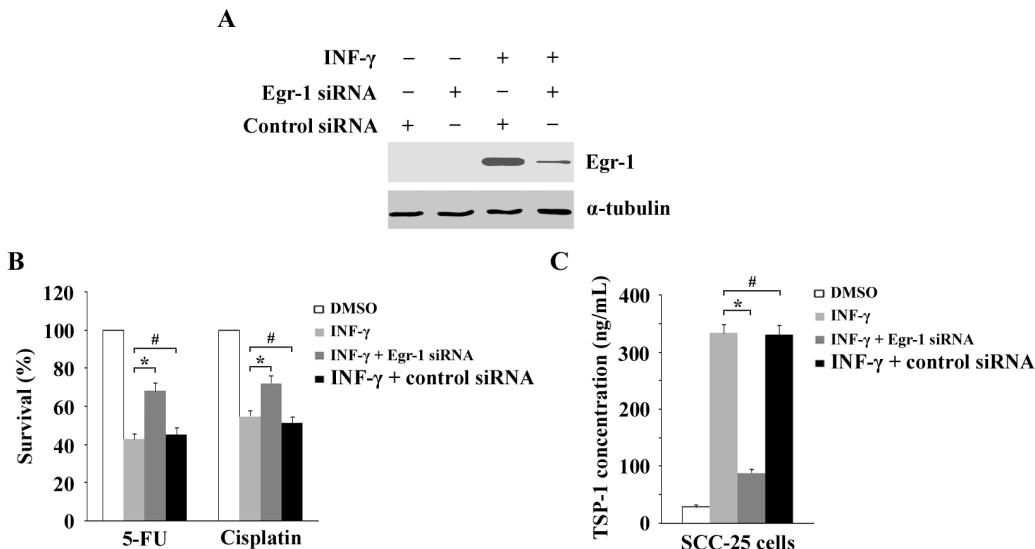 A
INF-γ – – + +
Egr-1 siRNA – + – +
Control siRNA + – + –
Egr-1
α-tubulin
B
Survival (%)
120
100
80
60
40
20
0
DMSO
INF-γ
INF-γ + Egr-1 siRNA
INF-γ + control siRNA
#
*
#
*
5-FU Cisplatin
C
TSP-1 concentration (ng/mL)
400
300
200
100
0
DMSO
INF-γ
INF-γ + Egr-1 siRNA
INF-γ + control siRNA
#
*
SCC-25 cells